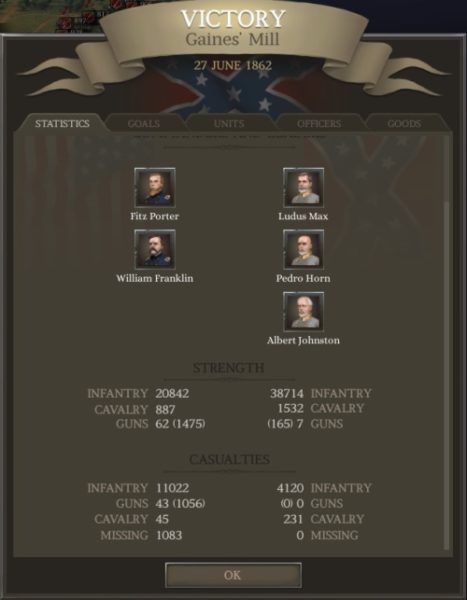 VICTORY
Gaines' Mill
27 JUNE 1862
STATISTICS GOALS UNITS OFFICERS GOODS
Fitz Porter Ludus Max
William Franklin Pedro Horn
Albert Johnston
STRENGTH
INFANTRY 20842 38714 INFANTRY
CAVALRY 887 1532 CAVALRY
GUNS 62 (1475) (165) 7 GUNS
CASUALTIES
INFANTRY 11022 4120 INFANTRY
GUNS 43 (1056) (0) 0 GUNS
CAVALRY 45 231 CAVALRY
MISSING 1083 0 MISSING
OK